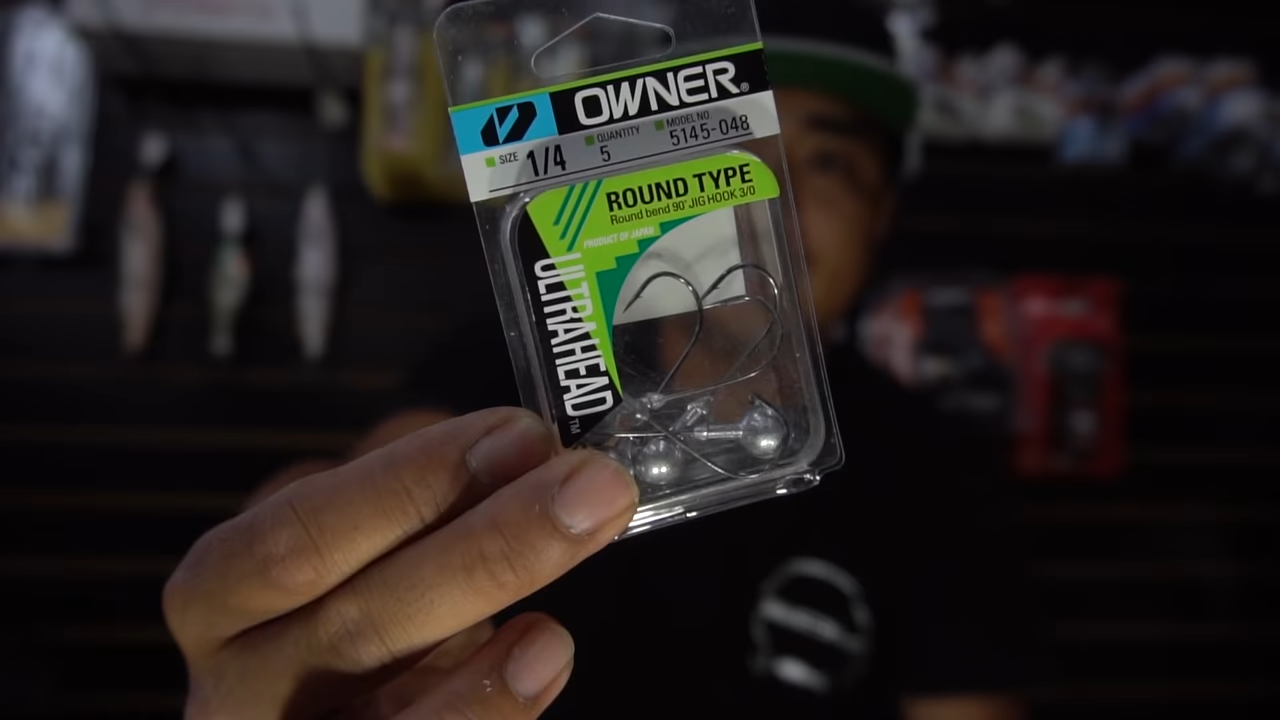 OWNER®
SIZE 1/4 QUANTITY 5 MODEL NO. 5145-048
ROUND TYPE
Round bend 90° JIG HOOK 3/0
PRODUCT OF JAPAN
ULTRAHEAD™